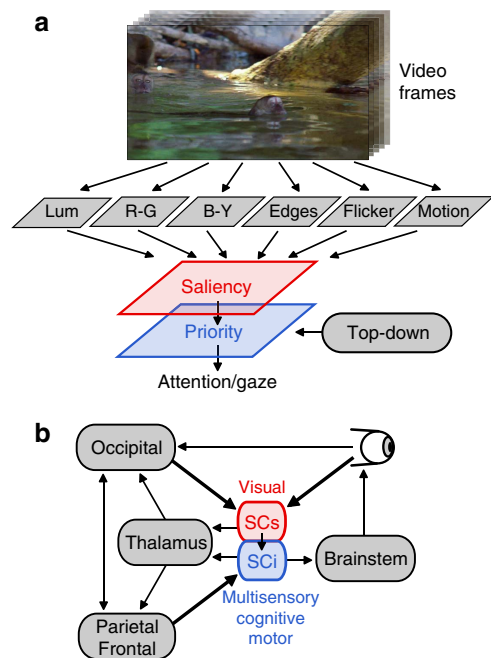 a
Video
frames
Lum
R-G
B-Y
Edges
Flicker
Motion
Saliency
Priority
Top-down
Attention/gaze
b
Occipital
Visual
SCs
Thalamus
SCi
Brainstem
Multisensory
cognitive
motor
Parietal
Frontal